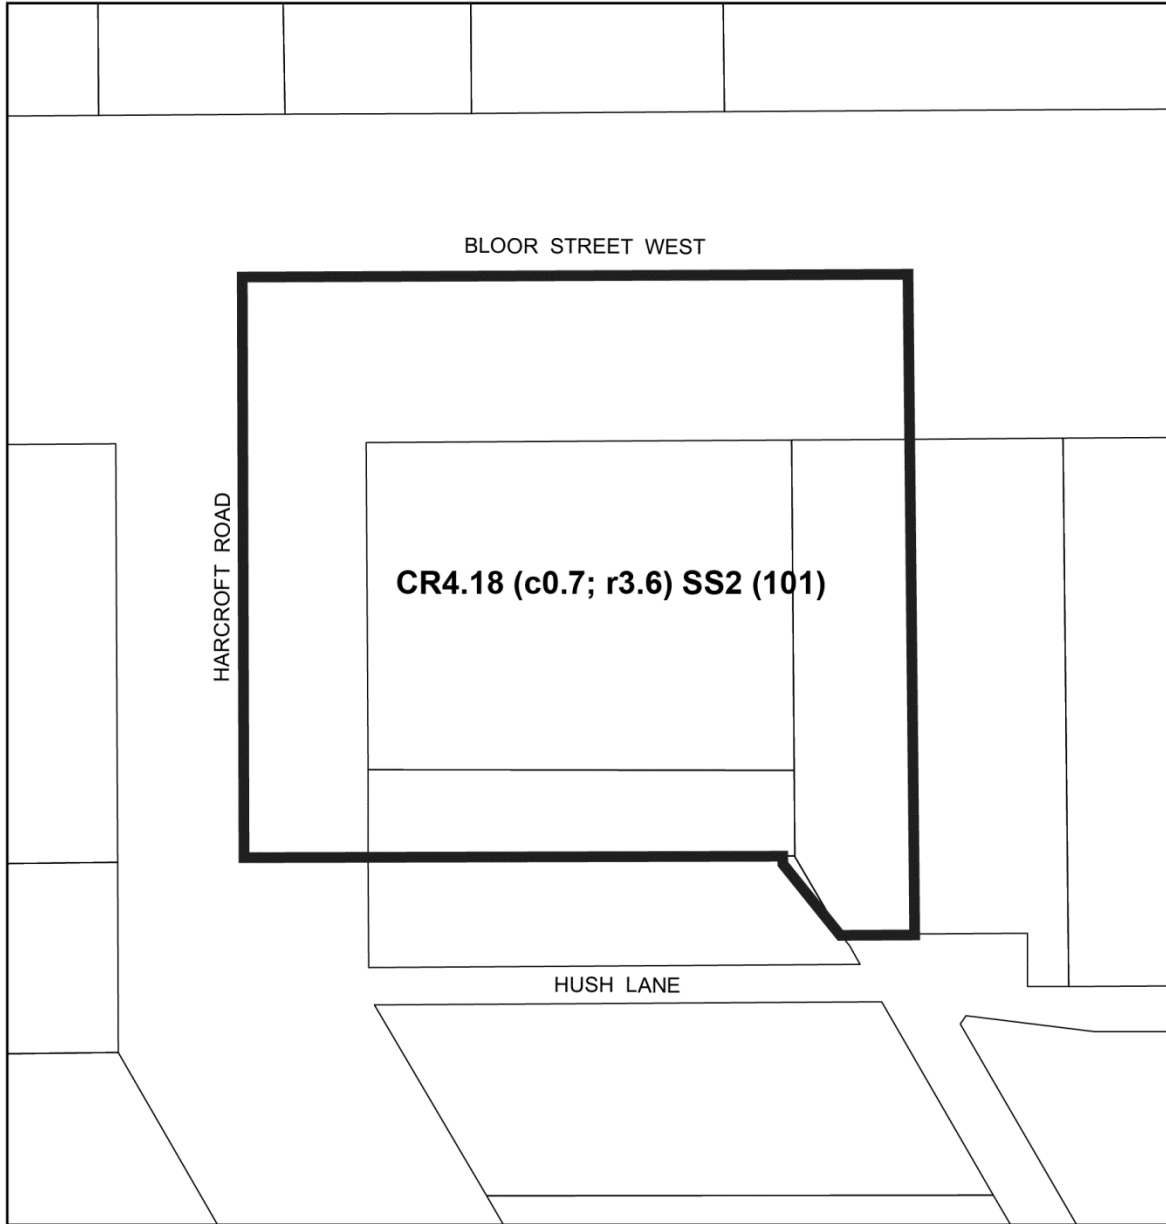 BLOOR STREET WEST
HARCROFT ROAD
CR4.18 (c0.7; r3.6) SS2 (101)
HUSH LANE